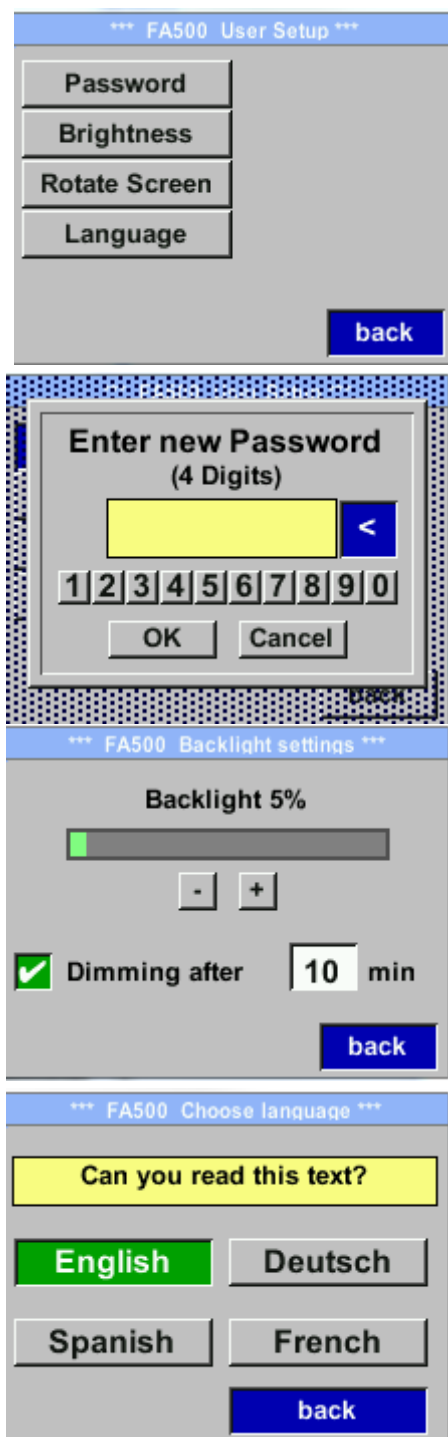 *** FA500 User Setup ***
Password
Brightness
Rotate Screen
Language
back
Enter new Password
(4 Digits)
<
1 2 3 4 5 6 7 8 9 0
OK Cancel
back
*** FA500 Backlight settings ***
Backlight 5%
- +
Dimming after 10 min
back
*** FA500 Choose language ***
Can you read this text?
English Deutsch
Spanish French
back